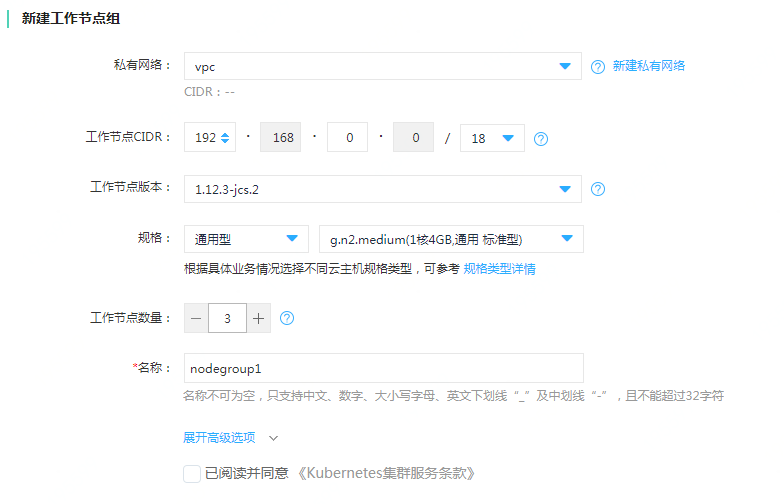 新建工作节点组
私有网络： vpc 新建私有网络
CIDR：--
工作节点CIDR： 192 · 168 · 0 · 0 / 18
工作节点版本： 1.12.3-jcs.2
规格： 通用型 g.n2.medium(1核4GB,通用 标准型)
根据具体业务情况选择不同云主机规格类型，可参考 规格类型详情
工作节点数量： 3
*名称： nodegroup1
名称不可为空，只支持中文、数字、大小写字母、英文下划线“_”及中划线“-”，且不能超过32字符
展开高级选项
已阅读并同意 《Kubernetes集群服务条款》